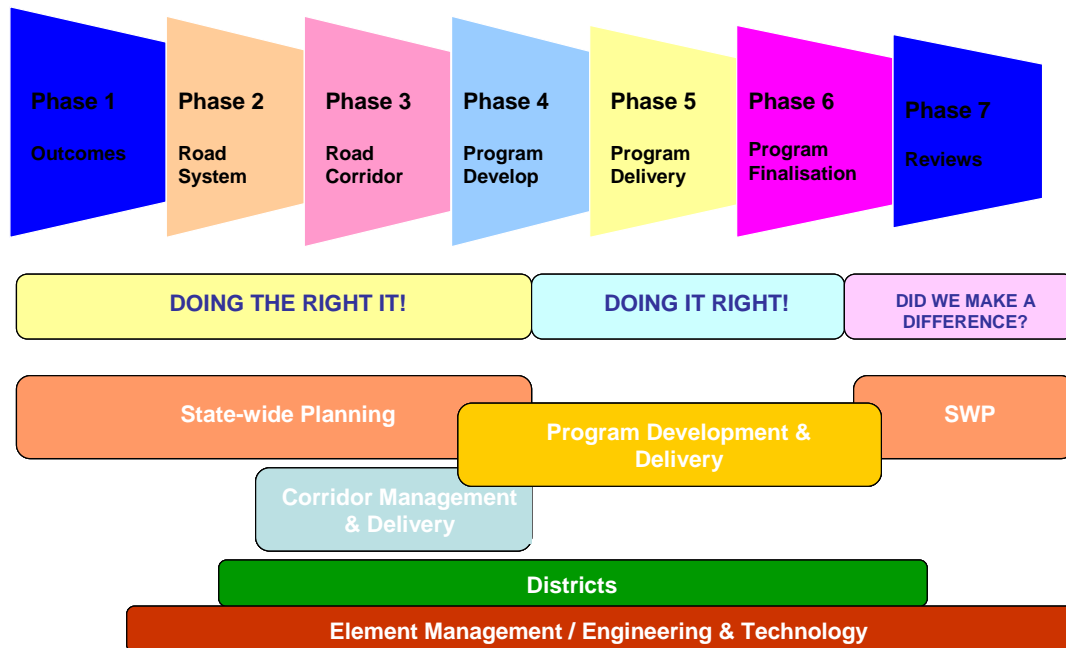 Phase 1
Outcomes
Phase 2
Road
System
Phase 3
Road
Corridor
Phase 4
Program
Develop
Phase 5
Program
Delivery
Phase 6
Program
Finalisation
Phase 7
Reviews
DOING THE RIGHT IT!
DOING IT RIGHT!
DID WE MAKE A
DIFFERENCE?
State-wide Planning
Program Development &
Delivery
SWP
Corridor Management
& Delivery
Districts
Element Management / Engineering & Technology